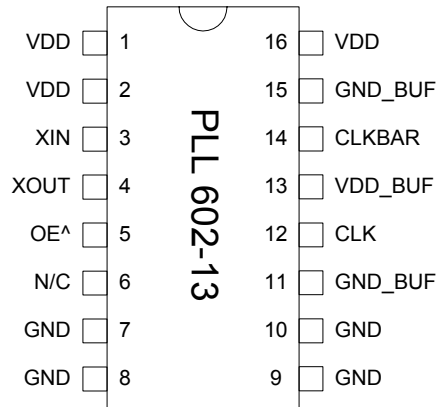 VDD 1 16 VDD
VDD 2 15 GND_BUF
XIN 3 14 CLKBAR
XOUT 4 13 VDD_BUF
OE^ 5 12 CLK
N/C 6 11 GND_BUF
GND 7 10 GND
GND 8 9 GND
PLL 602-13